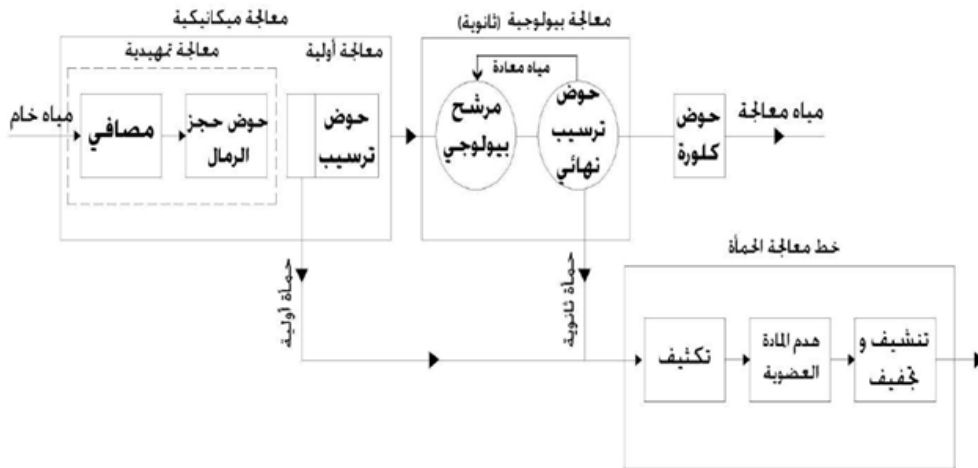 معالجة ميكانيكية
معالجة بيولوجية (ثانوية)
معالجة تمهيدية
معالجة أولية
مياه خام
مصافي
حوض حجز
الرمال
حوض
ترسيب
مياه معادة
مرشح
بيولوجي
حوض
ترسيب
نهائي
حوض
كلورة
مياه معالجة
حمأة أولية
حمأة ثانوية
خط معالجة الحمأة
تكثيف
هدم المادة
العضوية
تنشيف و
تجفيف